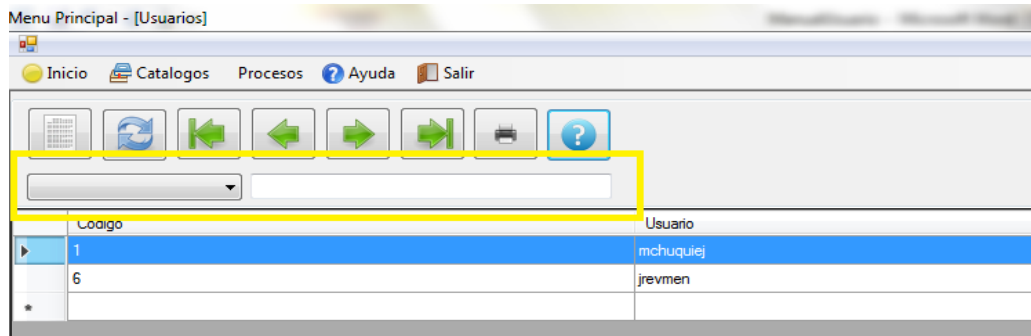 Menu Principal - [Usuarios]
Inicio Catalogos Procesos Ayuda Salir
Codigo Usuario
1 mchuquiej
6 jrevmen